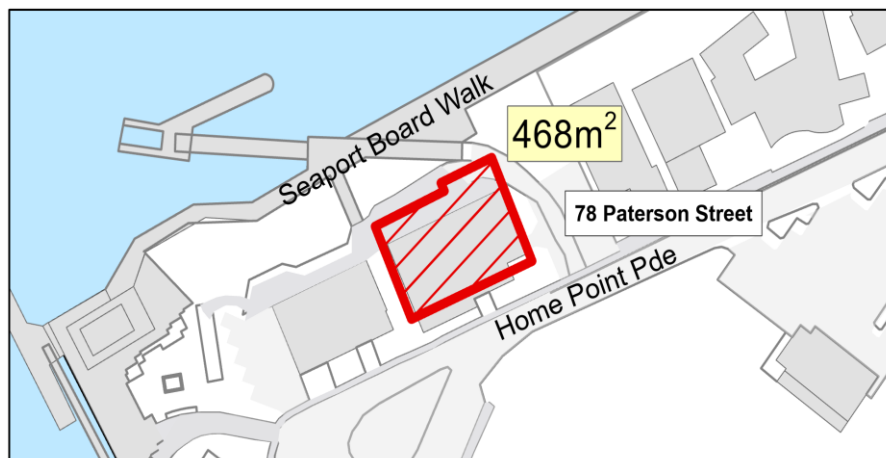 Seaport Board Walk
468m²
78 Paterson Street
Home Point Pde